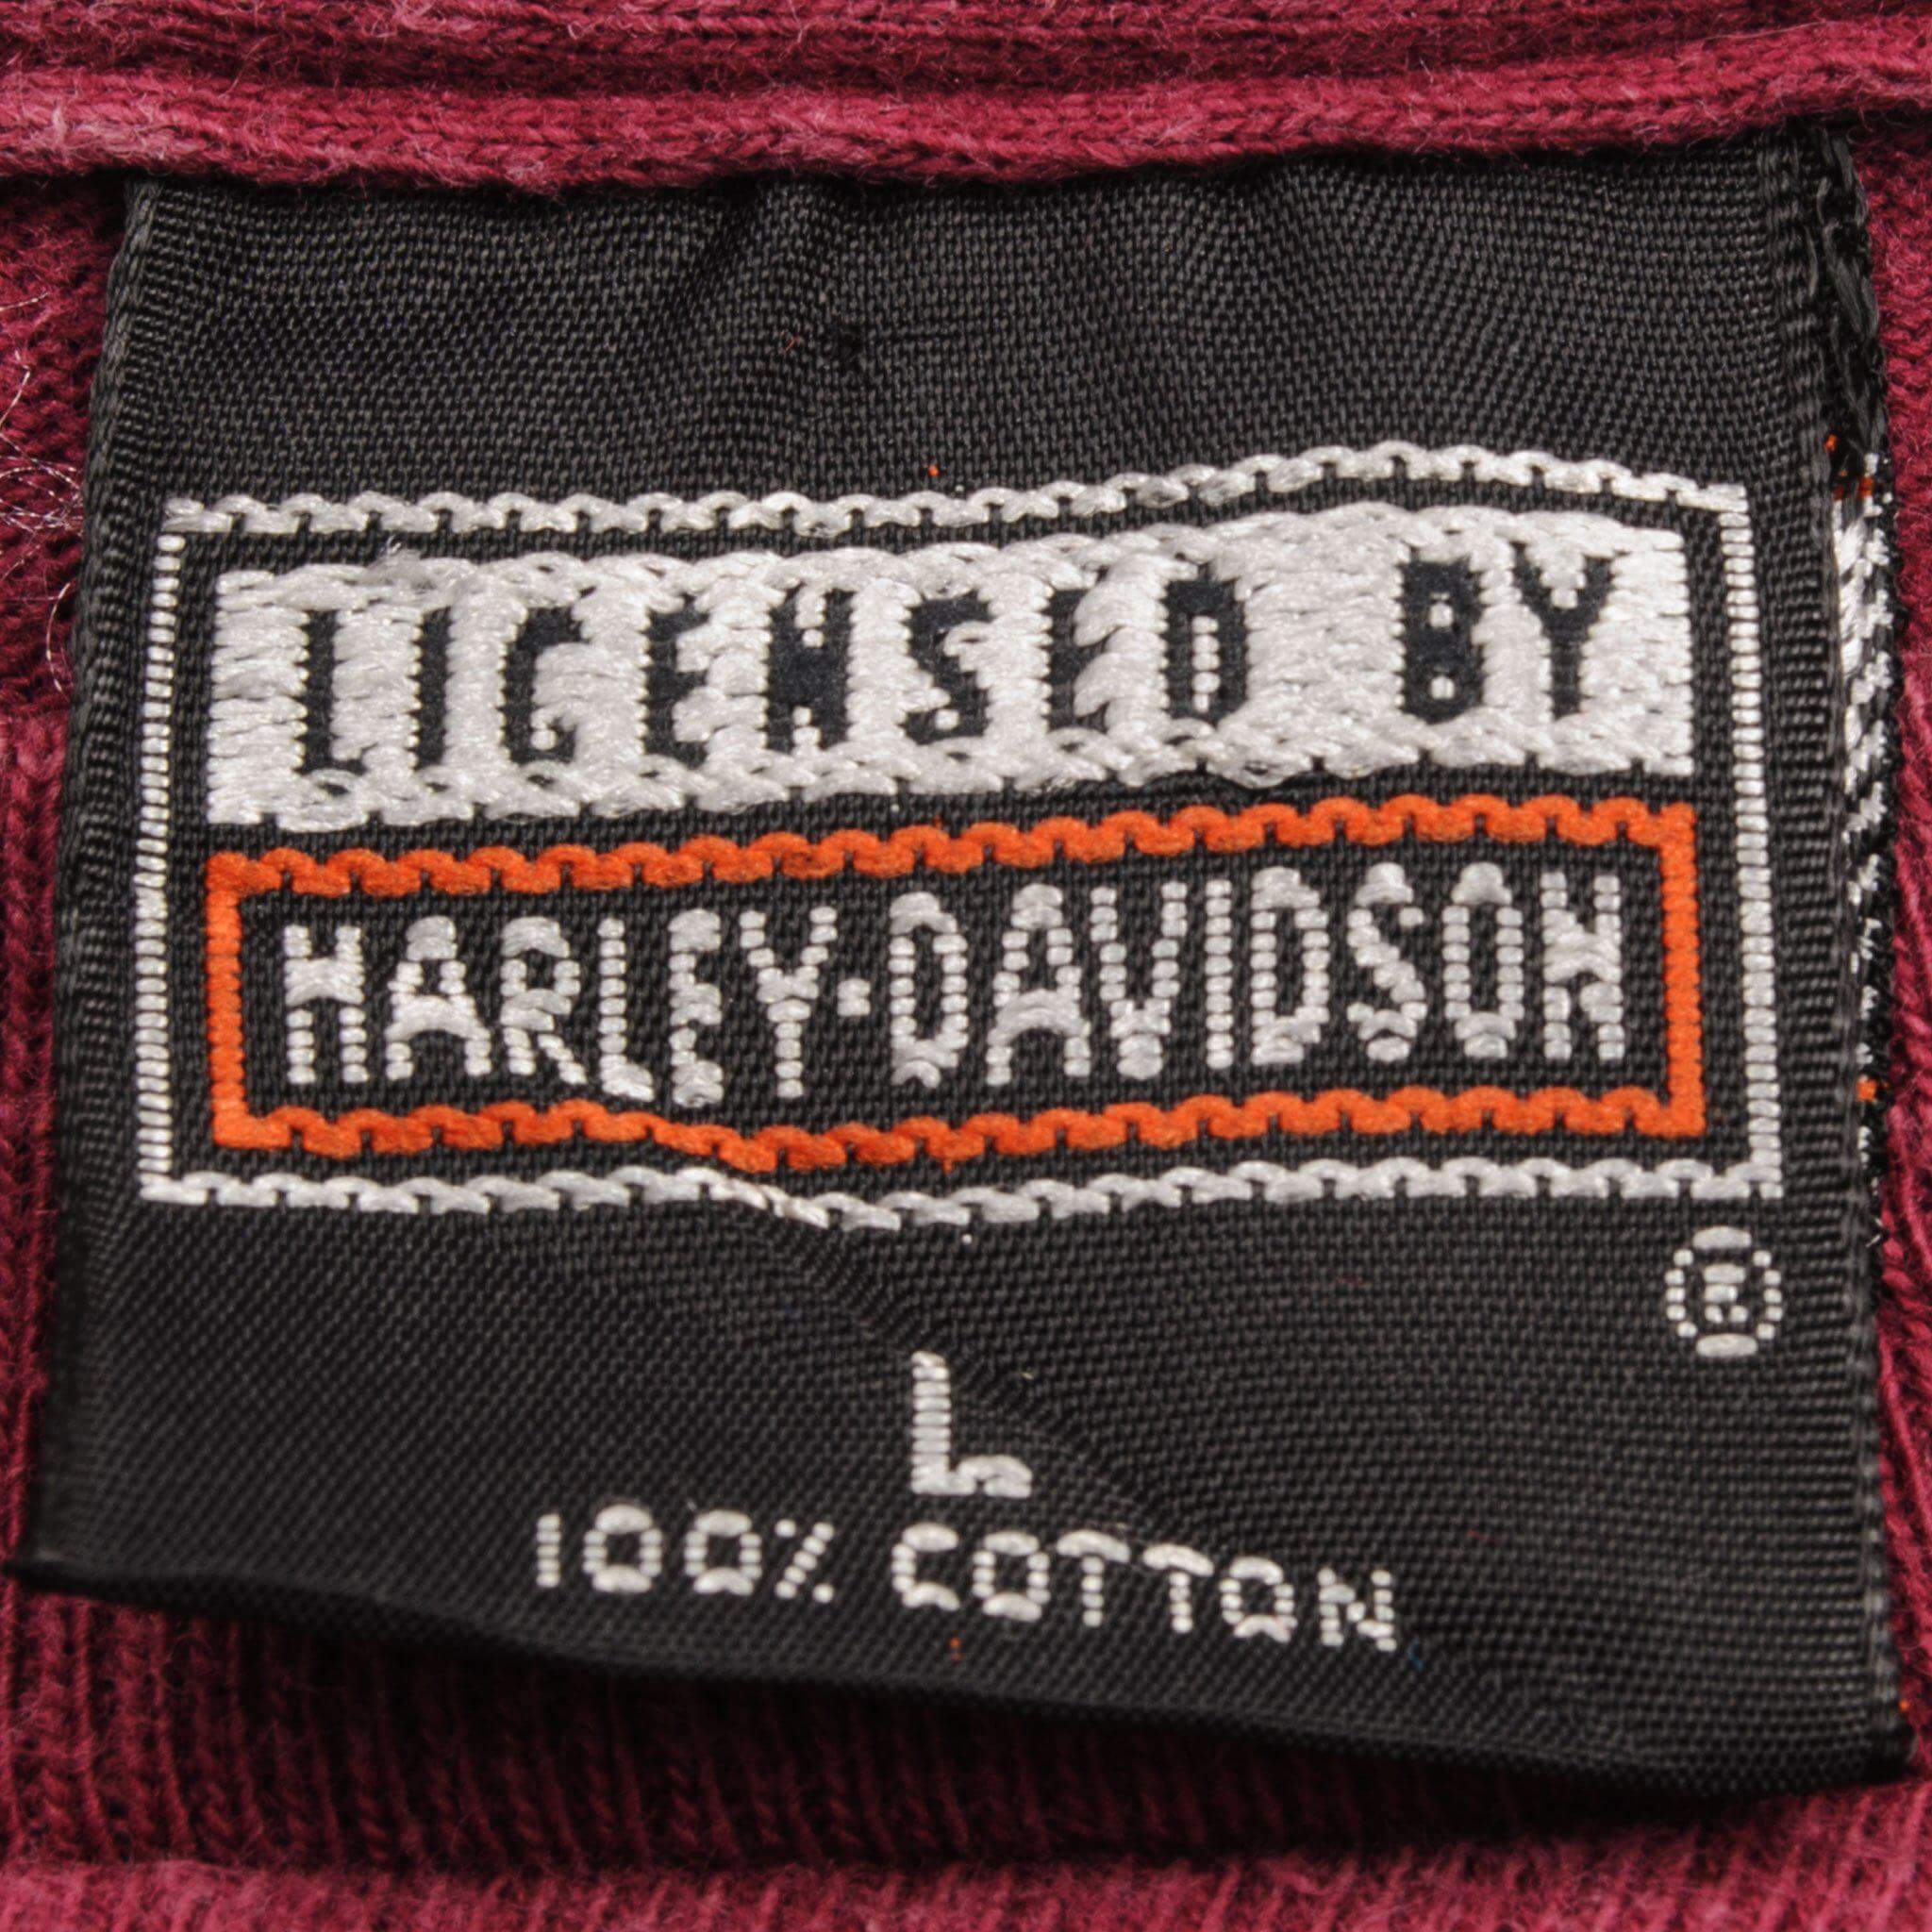 LICENSED BY
HARLEY-DAVIDSON
®
L
100% COTTON